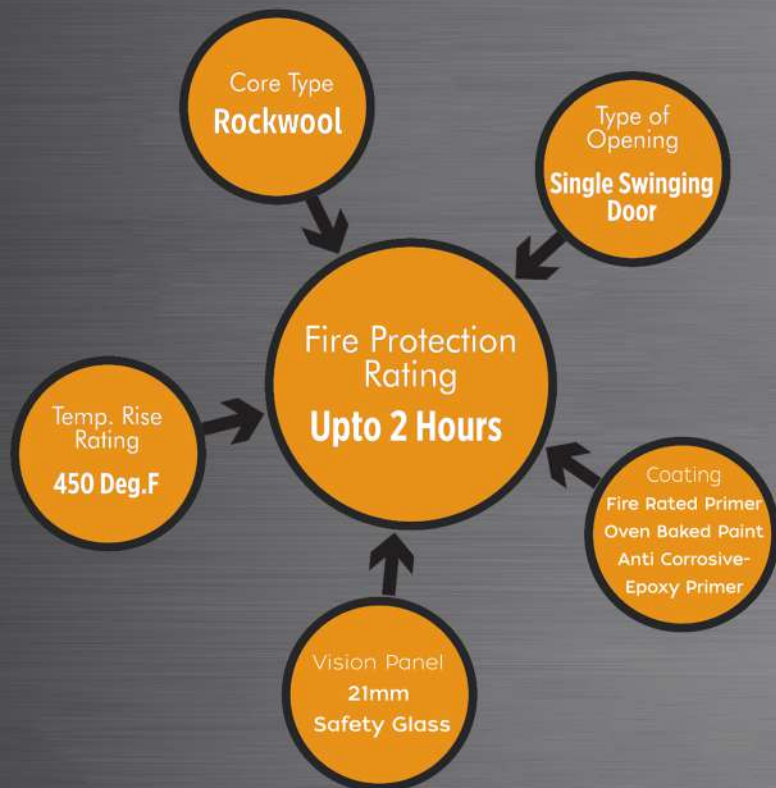 Core Type
Rockwool
Type of
Opening
Single Swinging
Door
Fire Protection
Rating
Upto 2 Hours
Temp. Rise
Rating
450 Deg.F
Coating
Fire Rated Primer
Oven Baked Paint
Anti Corrosive-
Epoxy Primer
Vision Panel
21mm
Safety Glass